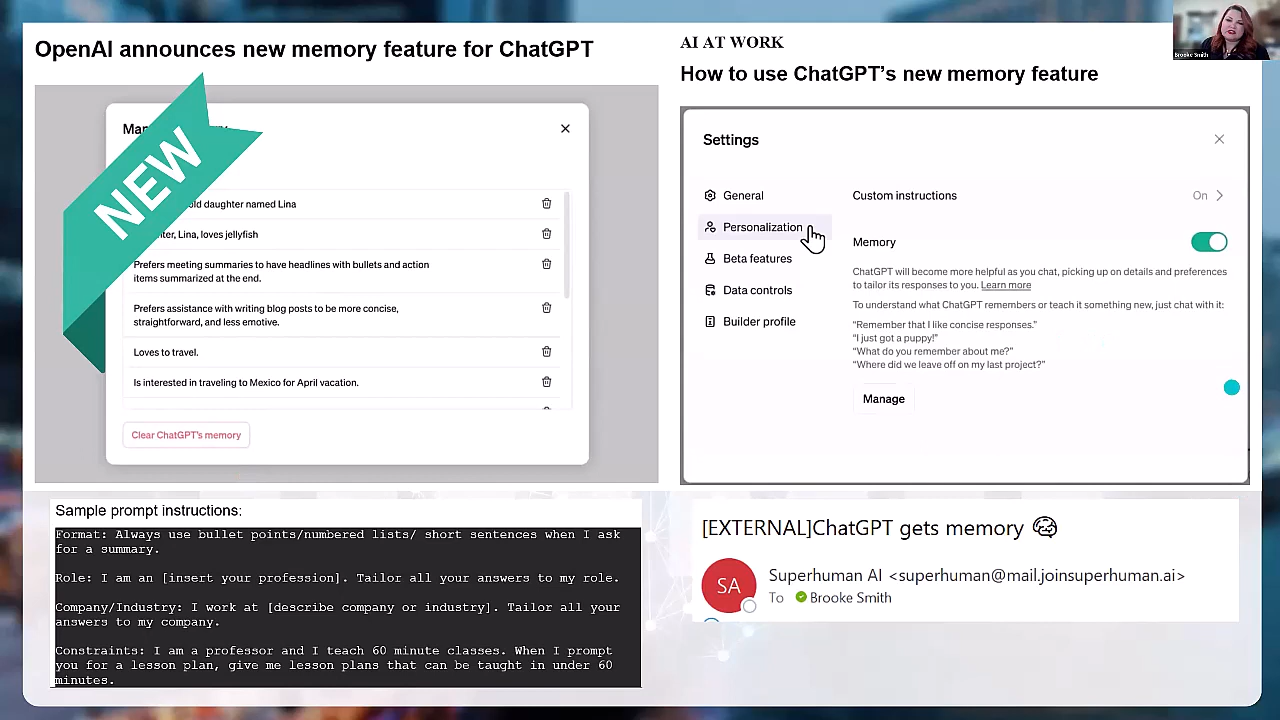 OpenAI announces new memory feature for ChatGPT
NEW
old daughter named Lina
Lina, loves jellyfish
Prefers meeting summaries to have headlines with bullets and action
items summarized at the end.
Prefers assistance with writing blog posts to be more concise,
straightforward, and less emotive.
Loves to travel.
Is interested in traveling to Mexico for April vacation.
Clear ChatGPT's memory
AI AT WORK
How to use ChatGPT's new memory feature
Settings
General
Personalization
Beta features
Data controls
Builder profile
Custom instructions
On
Memory
ChatGPT will become more helpful as you chat, picking up on details and preferences
to tailor its responses to you. Learn more
To understand what ChatGPT remembers or teach it something new, just chat with it:
“Remember that I like concise responses.”
“I just got a puppy!”
“What do you remember about me?”
“Where did we leave off on my last project?”
Manage
Sample prompt instructions:
Format: Always use bullet points/numbered lists/ short sentences when I ask
for a summary.
Role: I am an [insert your profession]. Tailor all your answers to my role.
Company/Industry: I work at [describe company or industry]. Tailor all your
answers to my company.
Constraints: I am a professor and I teach 60 minute classes. When I prompt
you for a lesson plan, give me lesson plans that can be taught in under 60
minutes.
[EXTERNAL]ChatGPT gets memory
SA
Superhuman AI <superhuman@mail.joinsuperhuman.ai>
To Brooke Smith
Brooke Smith